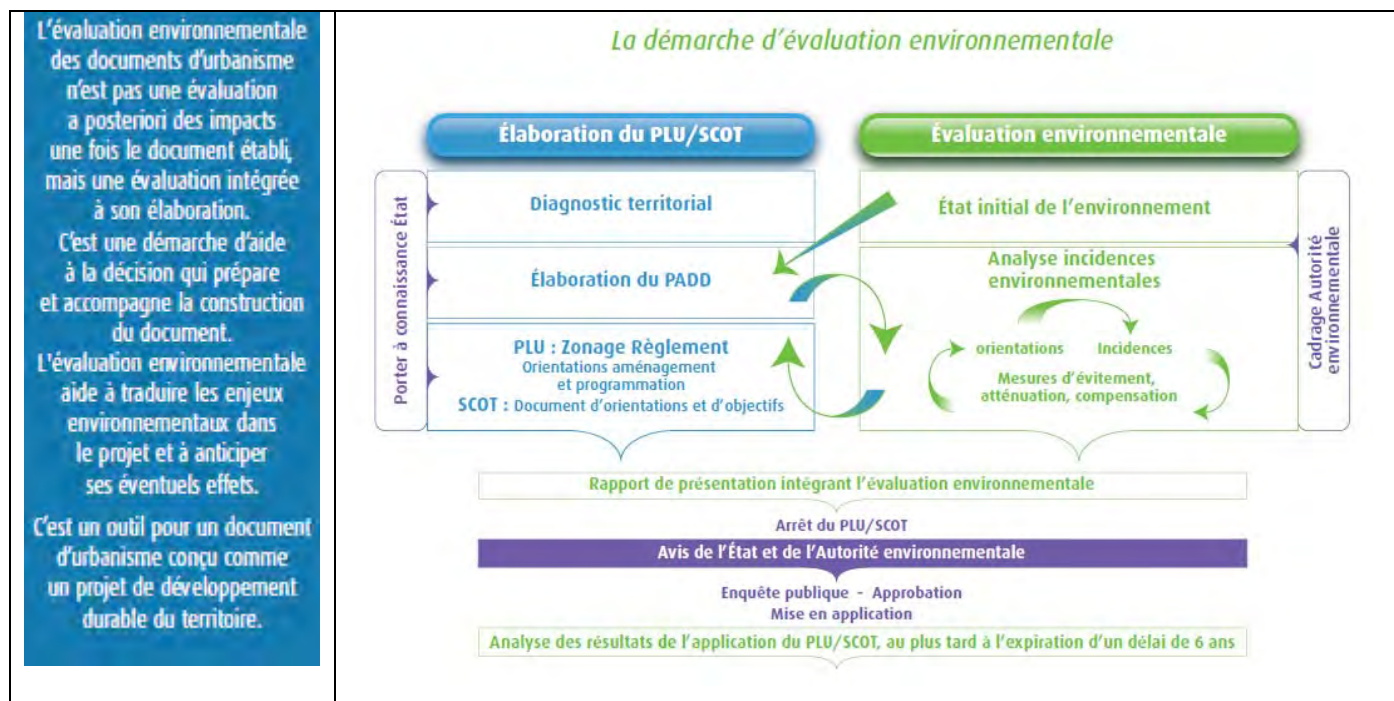 L'évaluation environnementale
des documents d'urbanisme
n'est pas une évaluation
a posteriori des impacts
une fois le document établi,
mais une évaluation intégrée
à son élaboration.
C'est une démarche d'aide
à la décision qui prépare
et accompagne la construction
du document.
L'évaluation environnementale
aide à traduire les enjeux
environnementaux dans
le projet et à anticiper
ses éventuels effets.
C'est un outil pour un document
d'urbanisme conçu comme
un projet de développement
durable du territoire.
La démarche d'évaluation environnementale
Élaboration du PLU/SCOT
Évaluation environnementale
Porter à connaissance État
Diagnostic territorial
État initial de l'environnement
Élaboration du PADD
Analyse incidences
environnementales
PLU : Zonage Règlement
Orientations aménagement
et programmation
SCOT : Document d'orientations et d'objectifs
orientations
Incidences
Mesures d'évitement,
atténuation, compensation
Cadrage Autorité
environnementale
Rapport de présentation intégrant l'évaluation environnementale
Arrêt du PLU/SCOT
Avis de l'État et de l'Autorité environnementale
Enquête publique - Approbation
Mise en application
Analyse des résultats de l'application du PLU/SCOT, au plus tard à l'expiration d'un délai de 6 ans